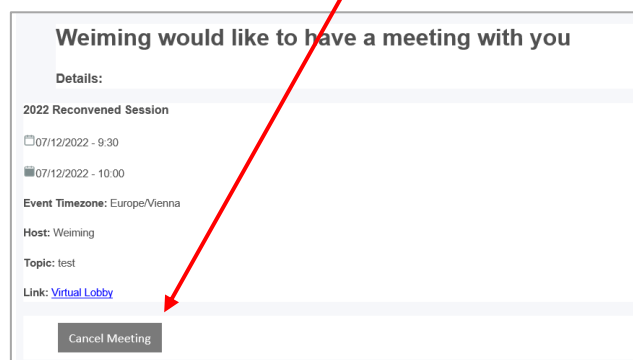 Weiming would like to have a meeting with you
Details:
2022 Reconvened Session
07/12/2022 - 9:30
07/12/2022 - 10:00
Event Timezone: Europe/Vienna
Host: Weiming
Topic: test
Link: Virtual Lobby
Cancel Meeting